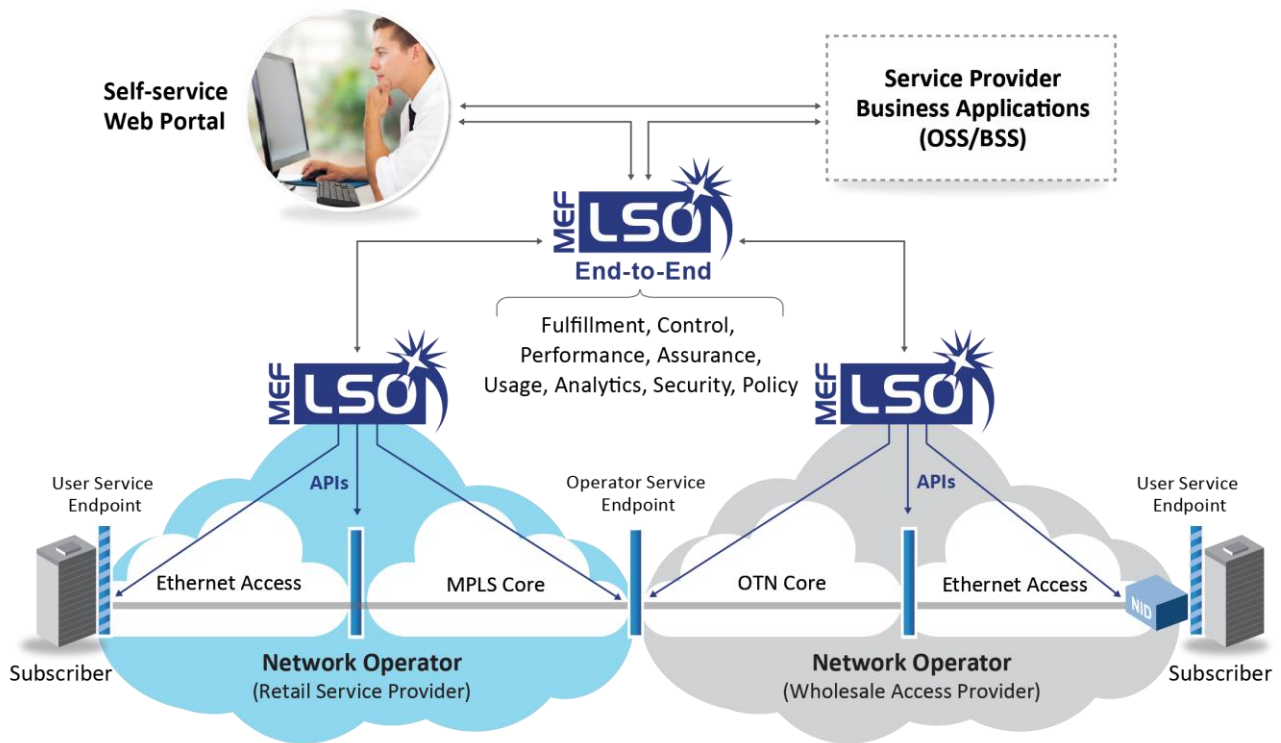 Self-service
Web Portal
Service Provider
Business Applications
(OSS/BSS)
MEF
LSO
End-to-End
Fulfillment, Control,
Performance, Assurance,
Usage, Analytics, Security, Policy
MEF
LSO
MEF
LSO
User Service
Endpoint
APIs
Operator Service
Endpoint
APIs
User Service
Endpoint
Ethernet Access
MPLS Core
OTN Core
Ethernet Access
NID
Subscriber
Network Operator
(Retail Service Provider)
Network Operator
(Wholesale Access Provider)
Subscriber